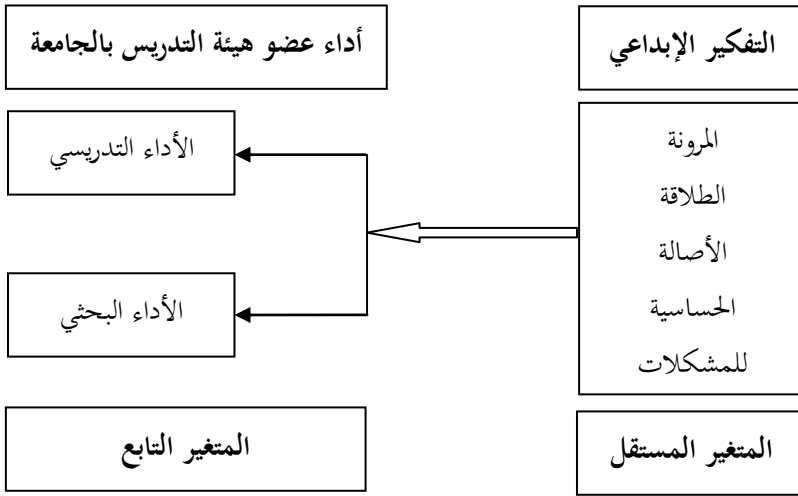 التفكير الإبداعي
أداء عضو هيئة التدريس بالجامعة
المرونة
الطلاقة
الأصالة
الحساسية
للمشكلات
الأداء التدريسي
الأداء البحثي
المتغير المستقل
المتغير التابع